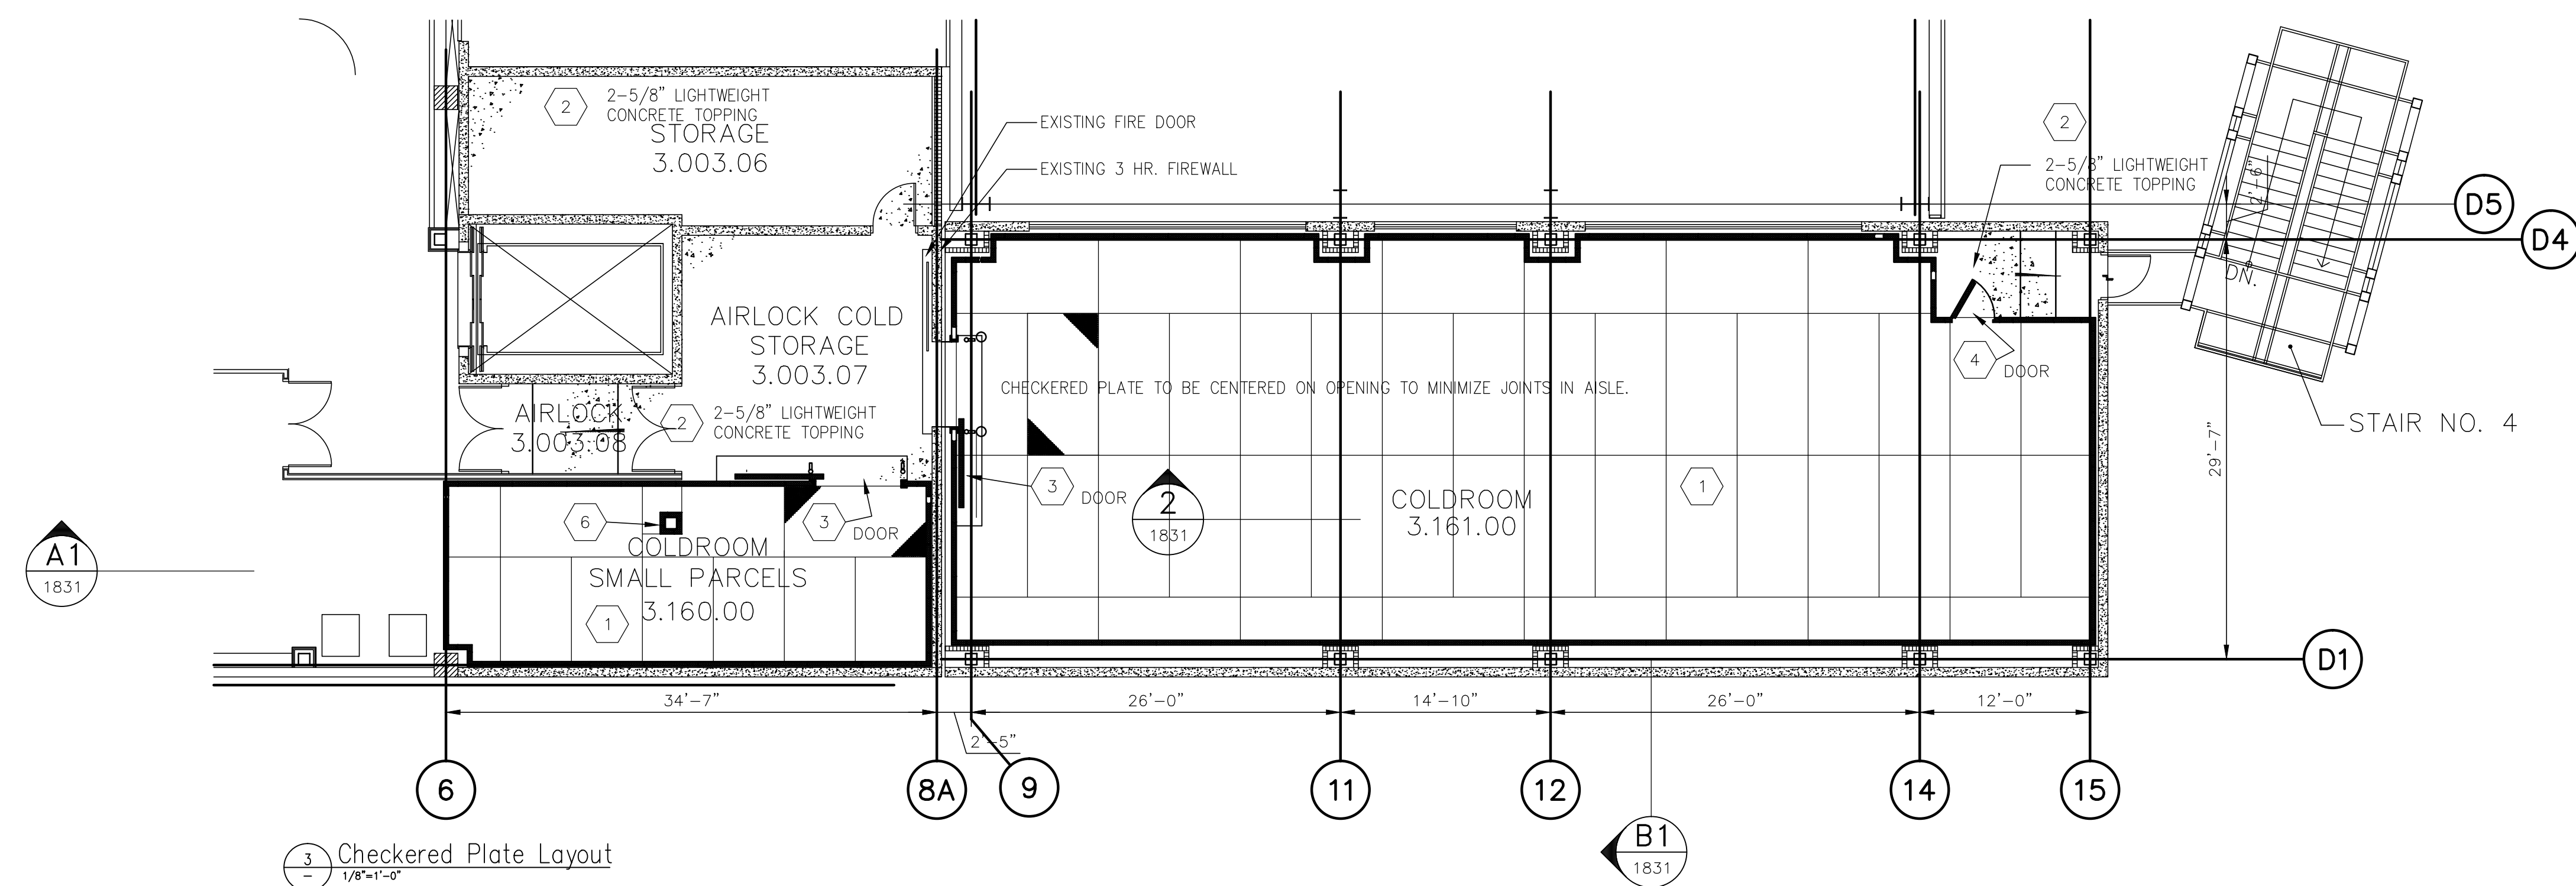 2
2-5/8" LIGHTWEIGHT
CONCRETE TOPPING
STORAGE
3.003.06
EXISTING FIRE DOOR
EXISTING 3 HR. FIREWALL
2
2-5/8" LIGHTWEIGHT
CONCRETE TOPPING
2'-6"
DN.
D5
D4
AIRLOCK COLD
STORAGE
3.003.07
4
DOOR
CHECKERED PLATE TO BE CENTERED ON OPENING TO MINIMIZE JOINTS IN AISLE.
AIRLOCK
3.003.08
2
2-5/8" LIGHTWEIGHT
CONCRETE TOPPING
STAIR NO. 4
29'-7"
3
DOOR
2
1831
COLDROOM
3.161.00
1
6
3
DOOR
COLDROOM
SMALL PARCELS
3.160.00
1
A1
1831
D1
34'-7"
2'-5"
26'-0"
14'-10"
26'-0"
12'-0"
6
8A
9
11
12
14
15
B1
1831
3
-
Checkered Plate Layout
1/8"=1'-0"